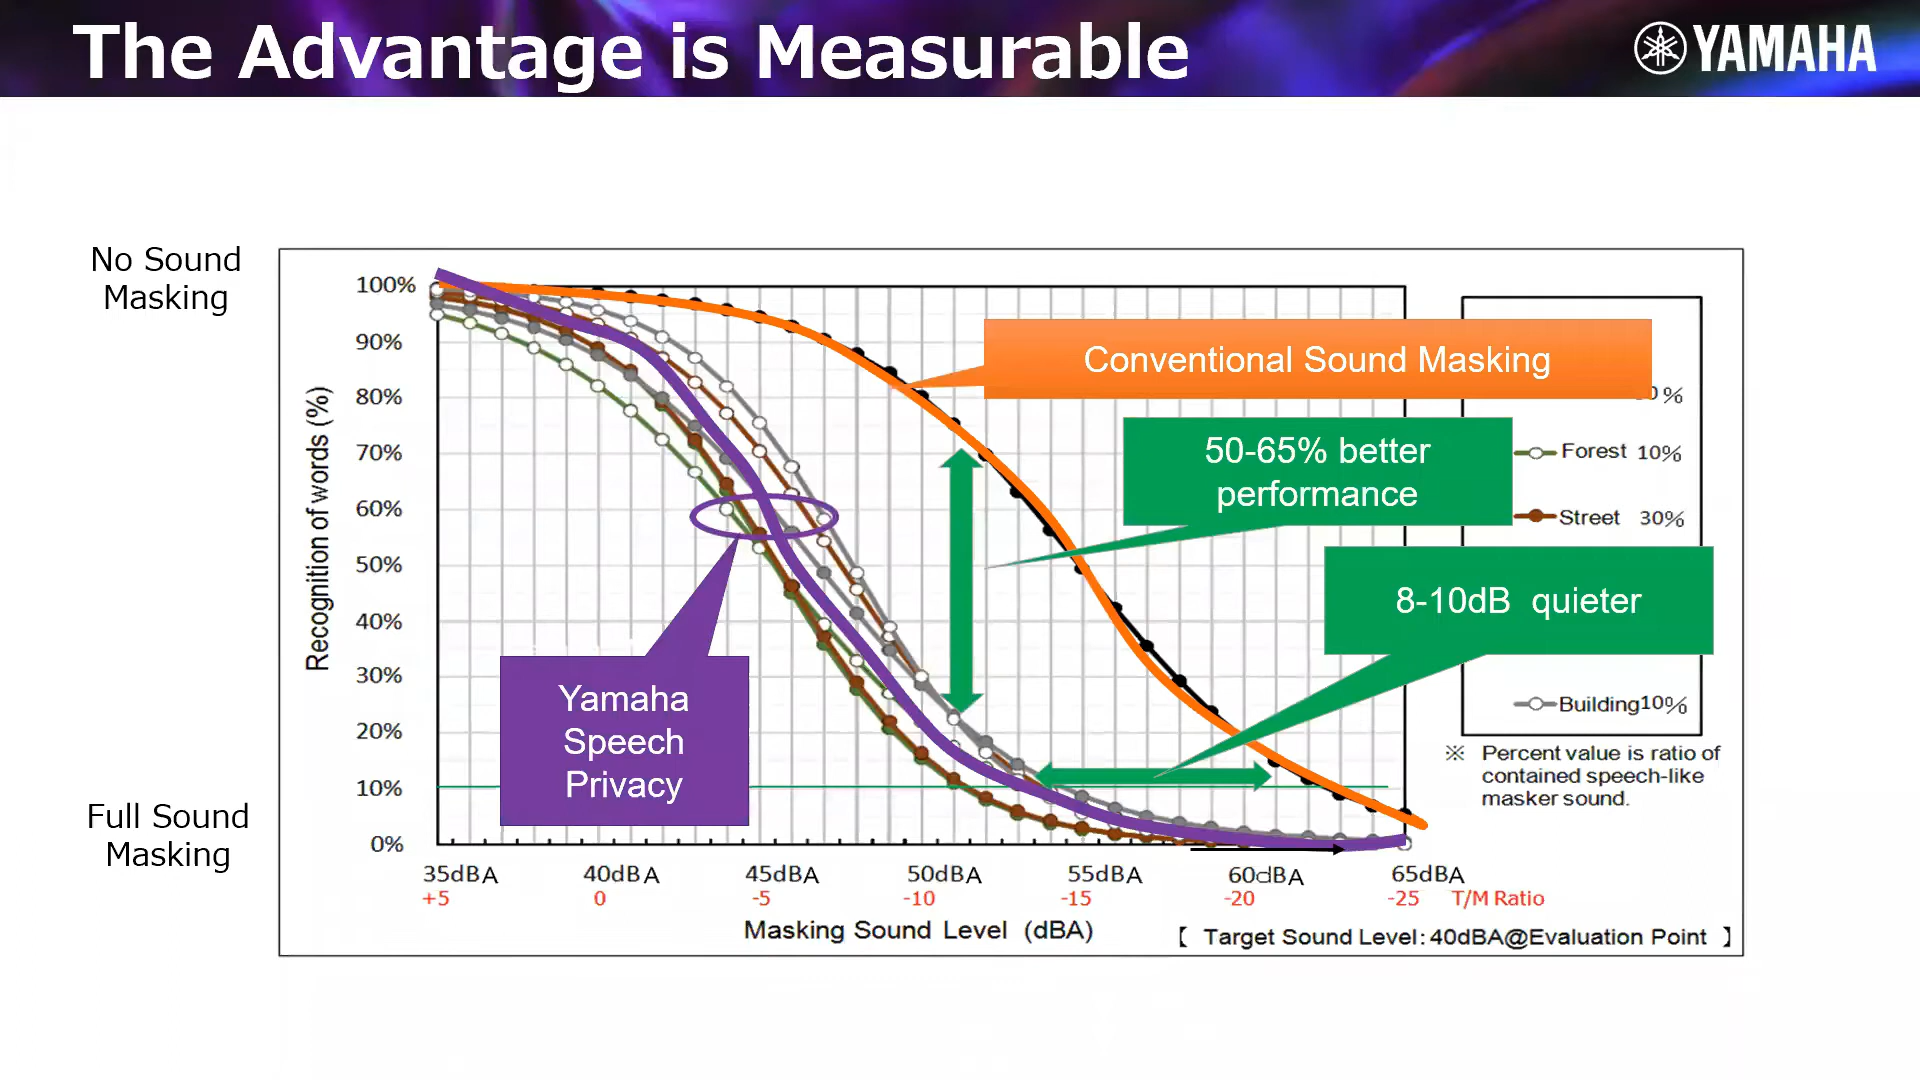 The Advantage is Measurable
YAMAHA
No Sound
Masking
Full Sound
Masking
Recognition of words (%)
100%
90%
80%
70%
60%
50%
40%
30%
20%
10%
0%
Conventional Sound Masking
50-65% better
performance
8-10dB quieter
Yamaha
Speech
Privacy
0%
Forest 10%
Street 30%
Building 10%
※ Percent value is ratio of
contained speech-like
masker sound.
35dBA 40dBA 45dBA 50dBA 55dBA 60dBA 65dBA
+5 0 -5 -10 -15 -20 -25 T/M Ratio
Masking Sound Level (dBA)
【 Target Sound Level: 40dBA@Evaluation Point 】